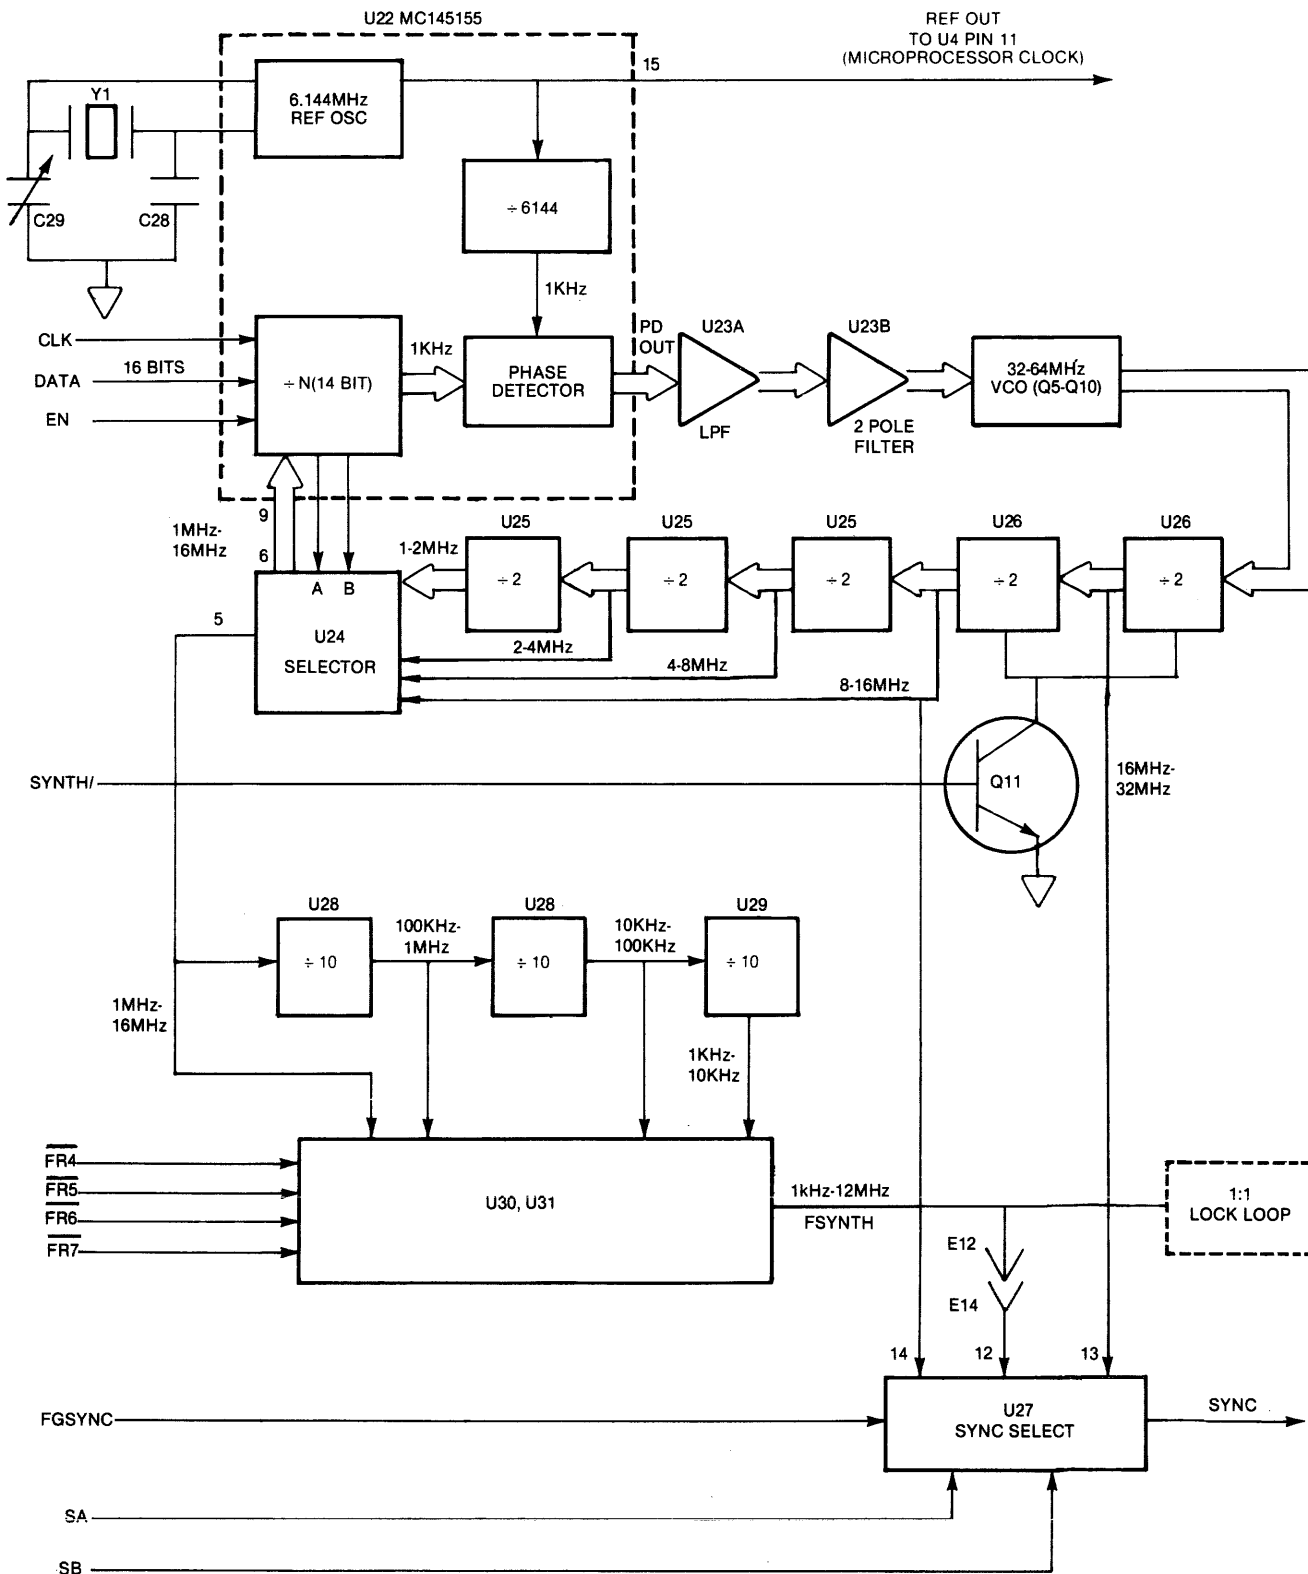 U22 MC145155
REF OUT
TO U4 PIN 11
(MICROPROCESSOR CLOCK)
15
Y1
6.144MHz
REF OSC
C29
C28
÷ 6144
1KHz
CLK
DATA
16 BITS
EN
÷ N(14 BIT)
1KHz
PHASE
DETECTOR
PD
OUT
U23A
LPF
U23B
2 POLE
FILTER
32-64MHz
VCO (Q5-Q10)
9
6
1MHz-
16MHz
5
A B
U24
SELECTOR
1-2MHz
U25
÷ 2
U25
÷ 2
U25
÷ 2
U26
÷ 2
U26
÷ 2
2-4MHz
4-8MHz
8-16MHz
SYNTH/
Q11
16MHz-
32MHz
U28
÷ 10
100KHz-
1MHz
U28
÷ 10
10KHz-
100KHz
U29
÷ 10
1MHz-
16MHz
1KHz-
10KHz
FR4
FR5
FR6
FR7
U30, U31
1kHz-12MHz
FSYNTH
1:1
LOCK LOOP
E12
E14
14
12
13
FGSYNC
U27
SYNC SELECT
SYNC
SA
SB